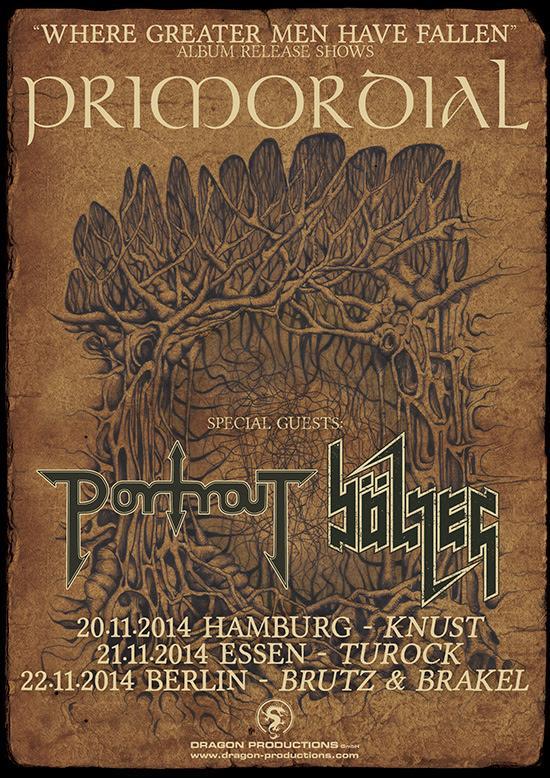 “WHERE GREATER MEN HAVE FALLEN”
ALBUM RELEASE SHOWS
PRIMORDIAL
SPECIAL GUESTS:
PORTRAIT
BÖLZER
20·11·2014 HAMBURG - KNUST
21·11·2014 ESSEN - TUROCK
22·11·2014 BERLIN - BRUTZ & BRAKEL
DRAGON PRODUCTIONS GmbH
www.dragon-productions.com